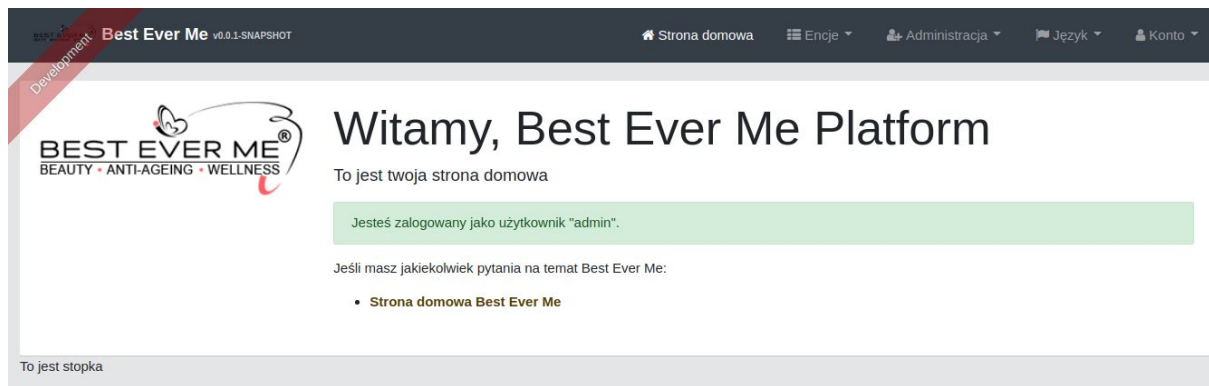 Development
Best Ever Me v0.0.1-SNAPSHOT
Strona domowa
Encje
Administracja
Język
Konto
BEST EVER ME®
BEAUTY • ANTI-AGEING • WELLNESS
Witamy, Best Ever Me Platform
To jest twoja strona domowa
Jesteś zalogowany jako użytkownik "admin".
Jeśli masz jakiekolwiek pytania na temat Best Ever Me:
• Strona domowa Best Ever Me
To jest stopka